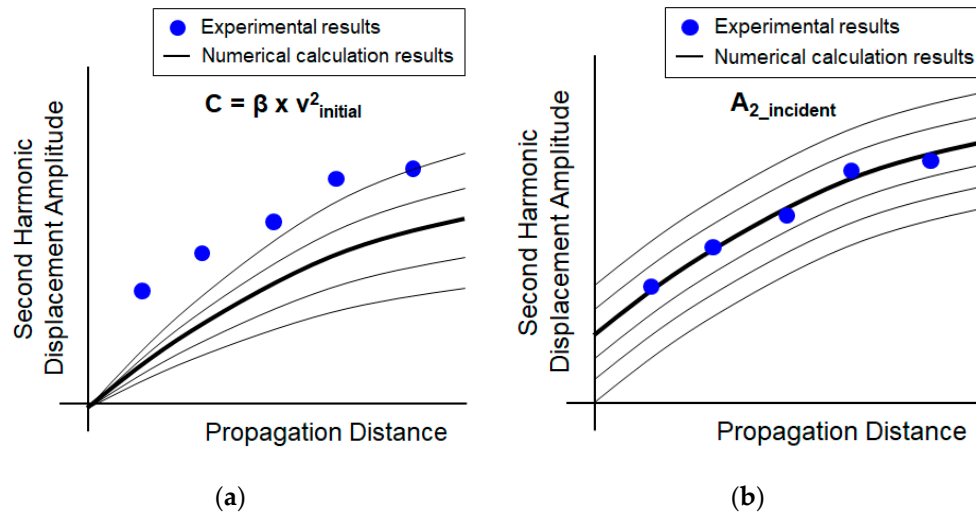 Experimental results
Numerical calculation results
C = β x v²initial
Second Harmonic
Displacement Amplitude
Propagation Distance
(a)
Experimental results
Numerical calculation results
A2_incident
Second Harmonic
Displacement Amplitude
Propagation Distance
(b)